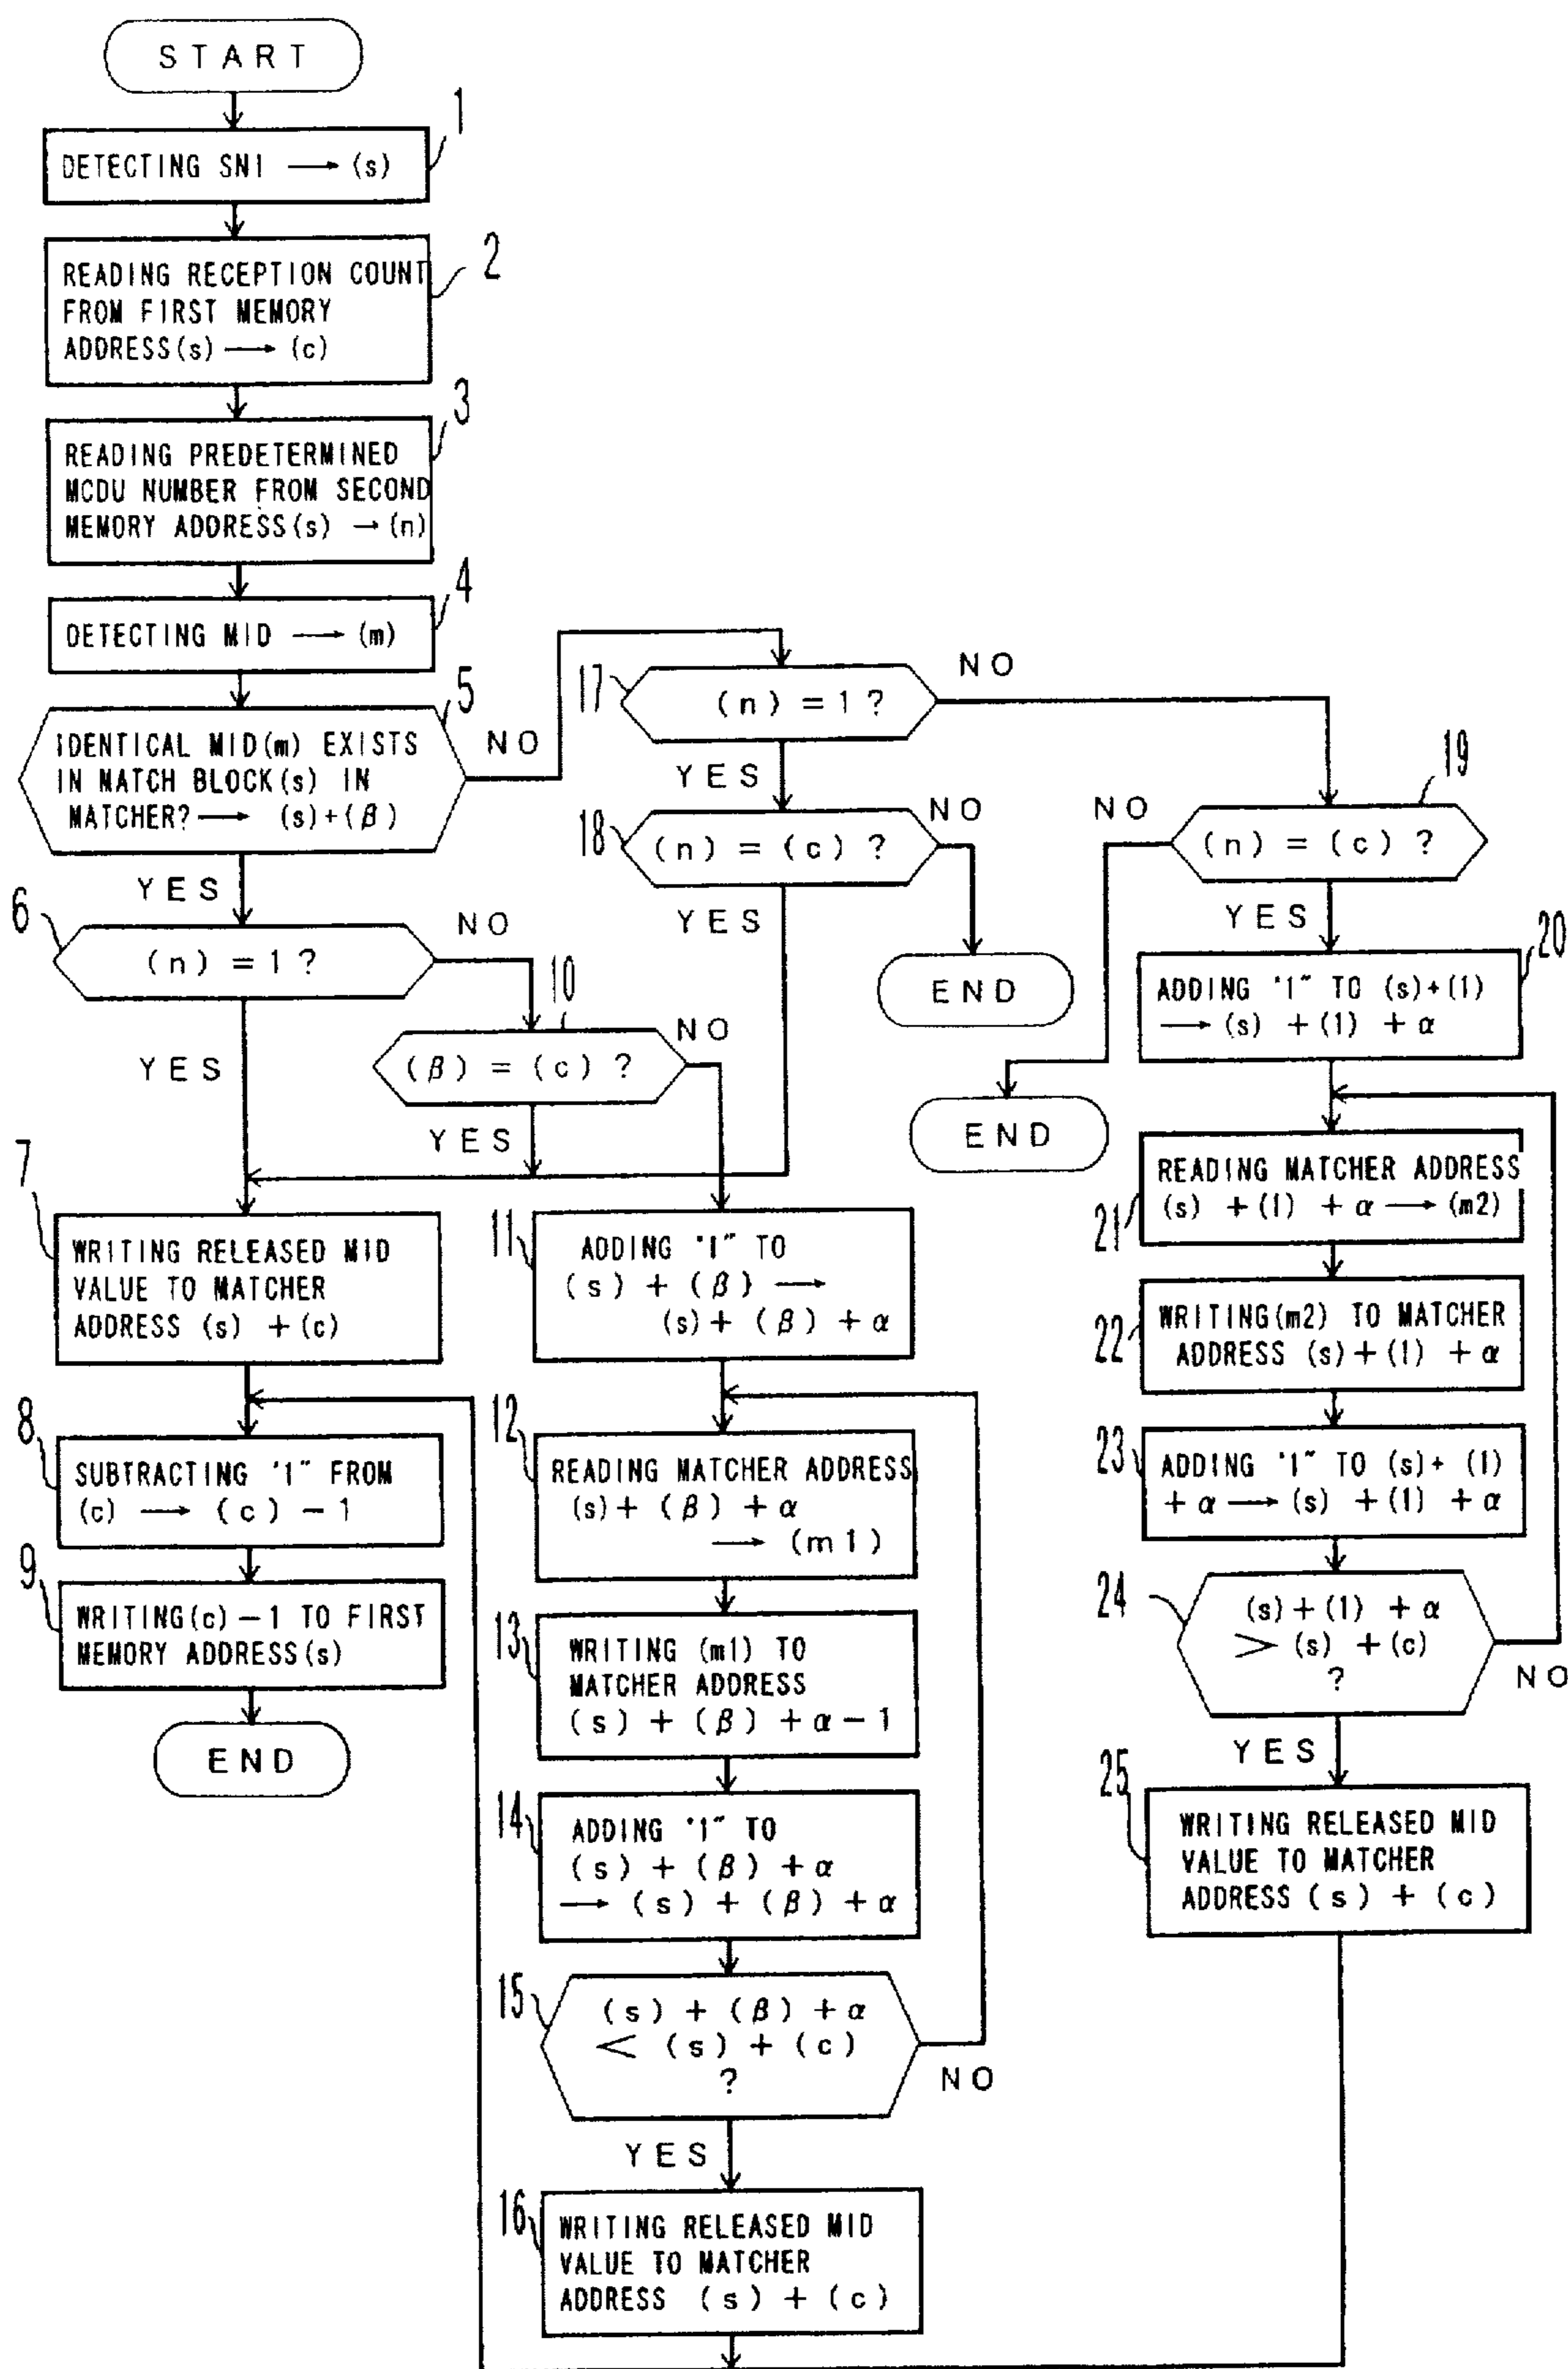 START
1
DETECTING SNI → (s)
2
READING RECEPTION COUNT
FROM FIRST MEMORY
ADDRESS(s) → (c)
3
READING PREDETERMINED
MCDU NUMBER FROM SECOND
MEMORY ADDRESS(s) → (n)
4
DETECTING MID → (m)
5
IDENTICAL MID(m) EXISTS
IN MATCH BLOCK(s) IN
MATCHER? → (s)+(β)
NO
YES
6
(n) = 1 ?
NO
YES
10
(β) = (c) ?
NO
YES
7
WRITING RELEASED MID
VALUE TO MATCHER
ADDRESS (s) + (c)
8
SUBTRACTING "1" FROM
(c) → (c) - 1
9
WRITING(c) - 1 TO FIRST
MEMORY ADDRESS(s)
END
11
ADDING "1" TO
(s) + (β) →
(s) + (β) + α
12
READING MATCHER ADDRESS
(s) + (β) + α
→ (m1)
13
WRITING (m1) TO
MATCHER ADDRESS
(s) + (β) + α - 1
14
ADDING "1" TO
(s) + (β) + α
→ (s) + (β) + α
15
(s) + (β) + α
< (s) + (c)
?
NO
YES
16
WRITING RELEASED MID
VALUE TO MATCHER
ADDRESS (s) + (c)
17
(n) = 1 ?
NO
YES
18
(n) = (c) ?
NO
YES
END
19
(n) = (c) ?
NO
YES
END
20
ADDING "1" TO (s)+(1)
→ (s) + (1) + α
21
READING MATCHER ADDRESS
(s) + (1) + α → (m2)
22
WRITING(m2) TO MATCHER
ADDRESS (s)+(1) + α
23
ADDING "1" TO (s)+ (1)
+ α → (s) + (1) + α
24
(s) + (1) + α
> (s) + (c)
?
NO
YES
25
WRITING RELEASED MID
VALUE TO MATCHER
ADDRESS (s) + (c)